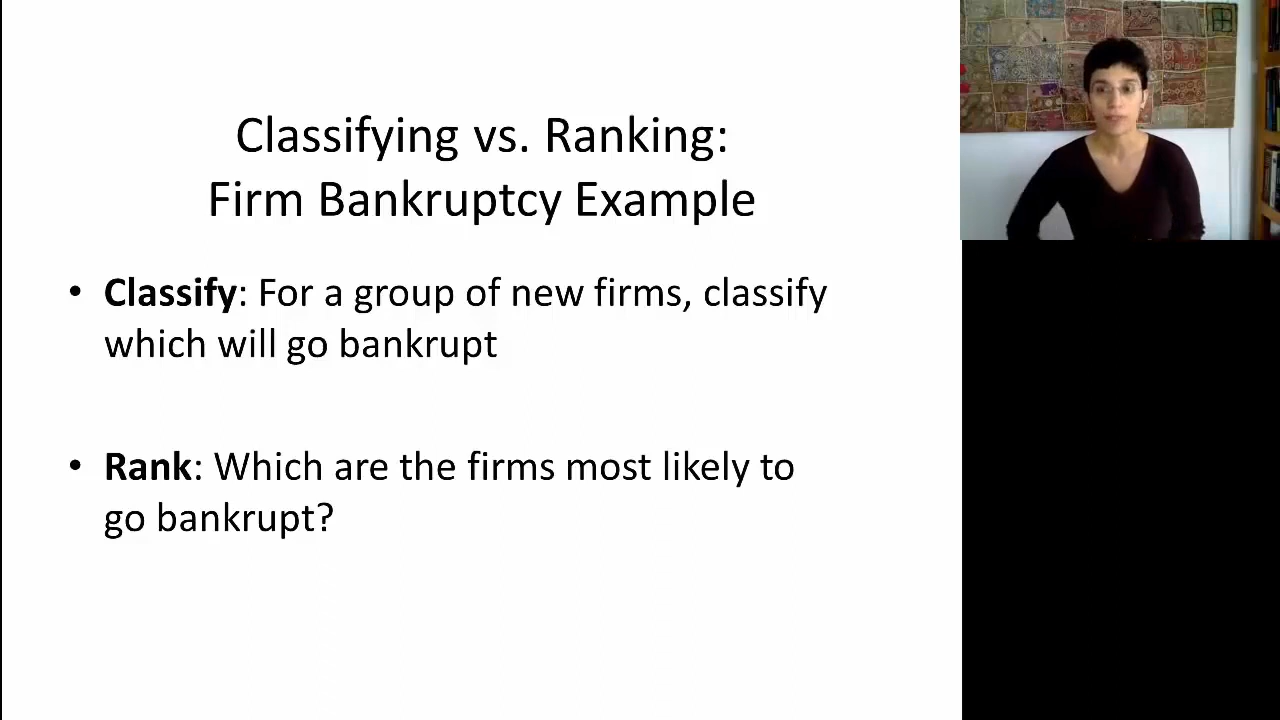 Classifying vs. Ranking:
Firm Bankruptcy Example
• Classify: For a group of new firms, classify
which will go bankrupt
• Rank: Which are the firms most likely to
go bankrupt?